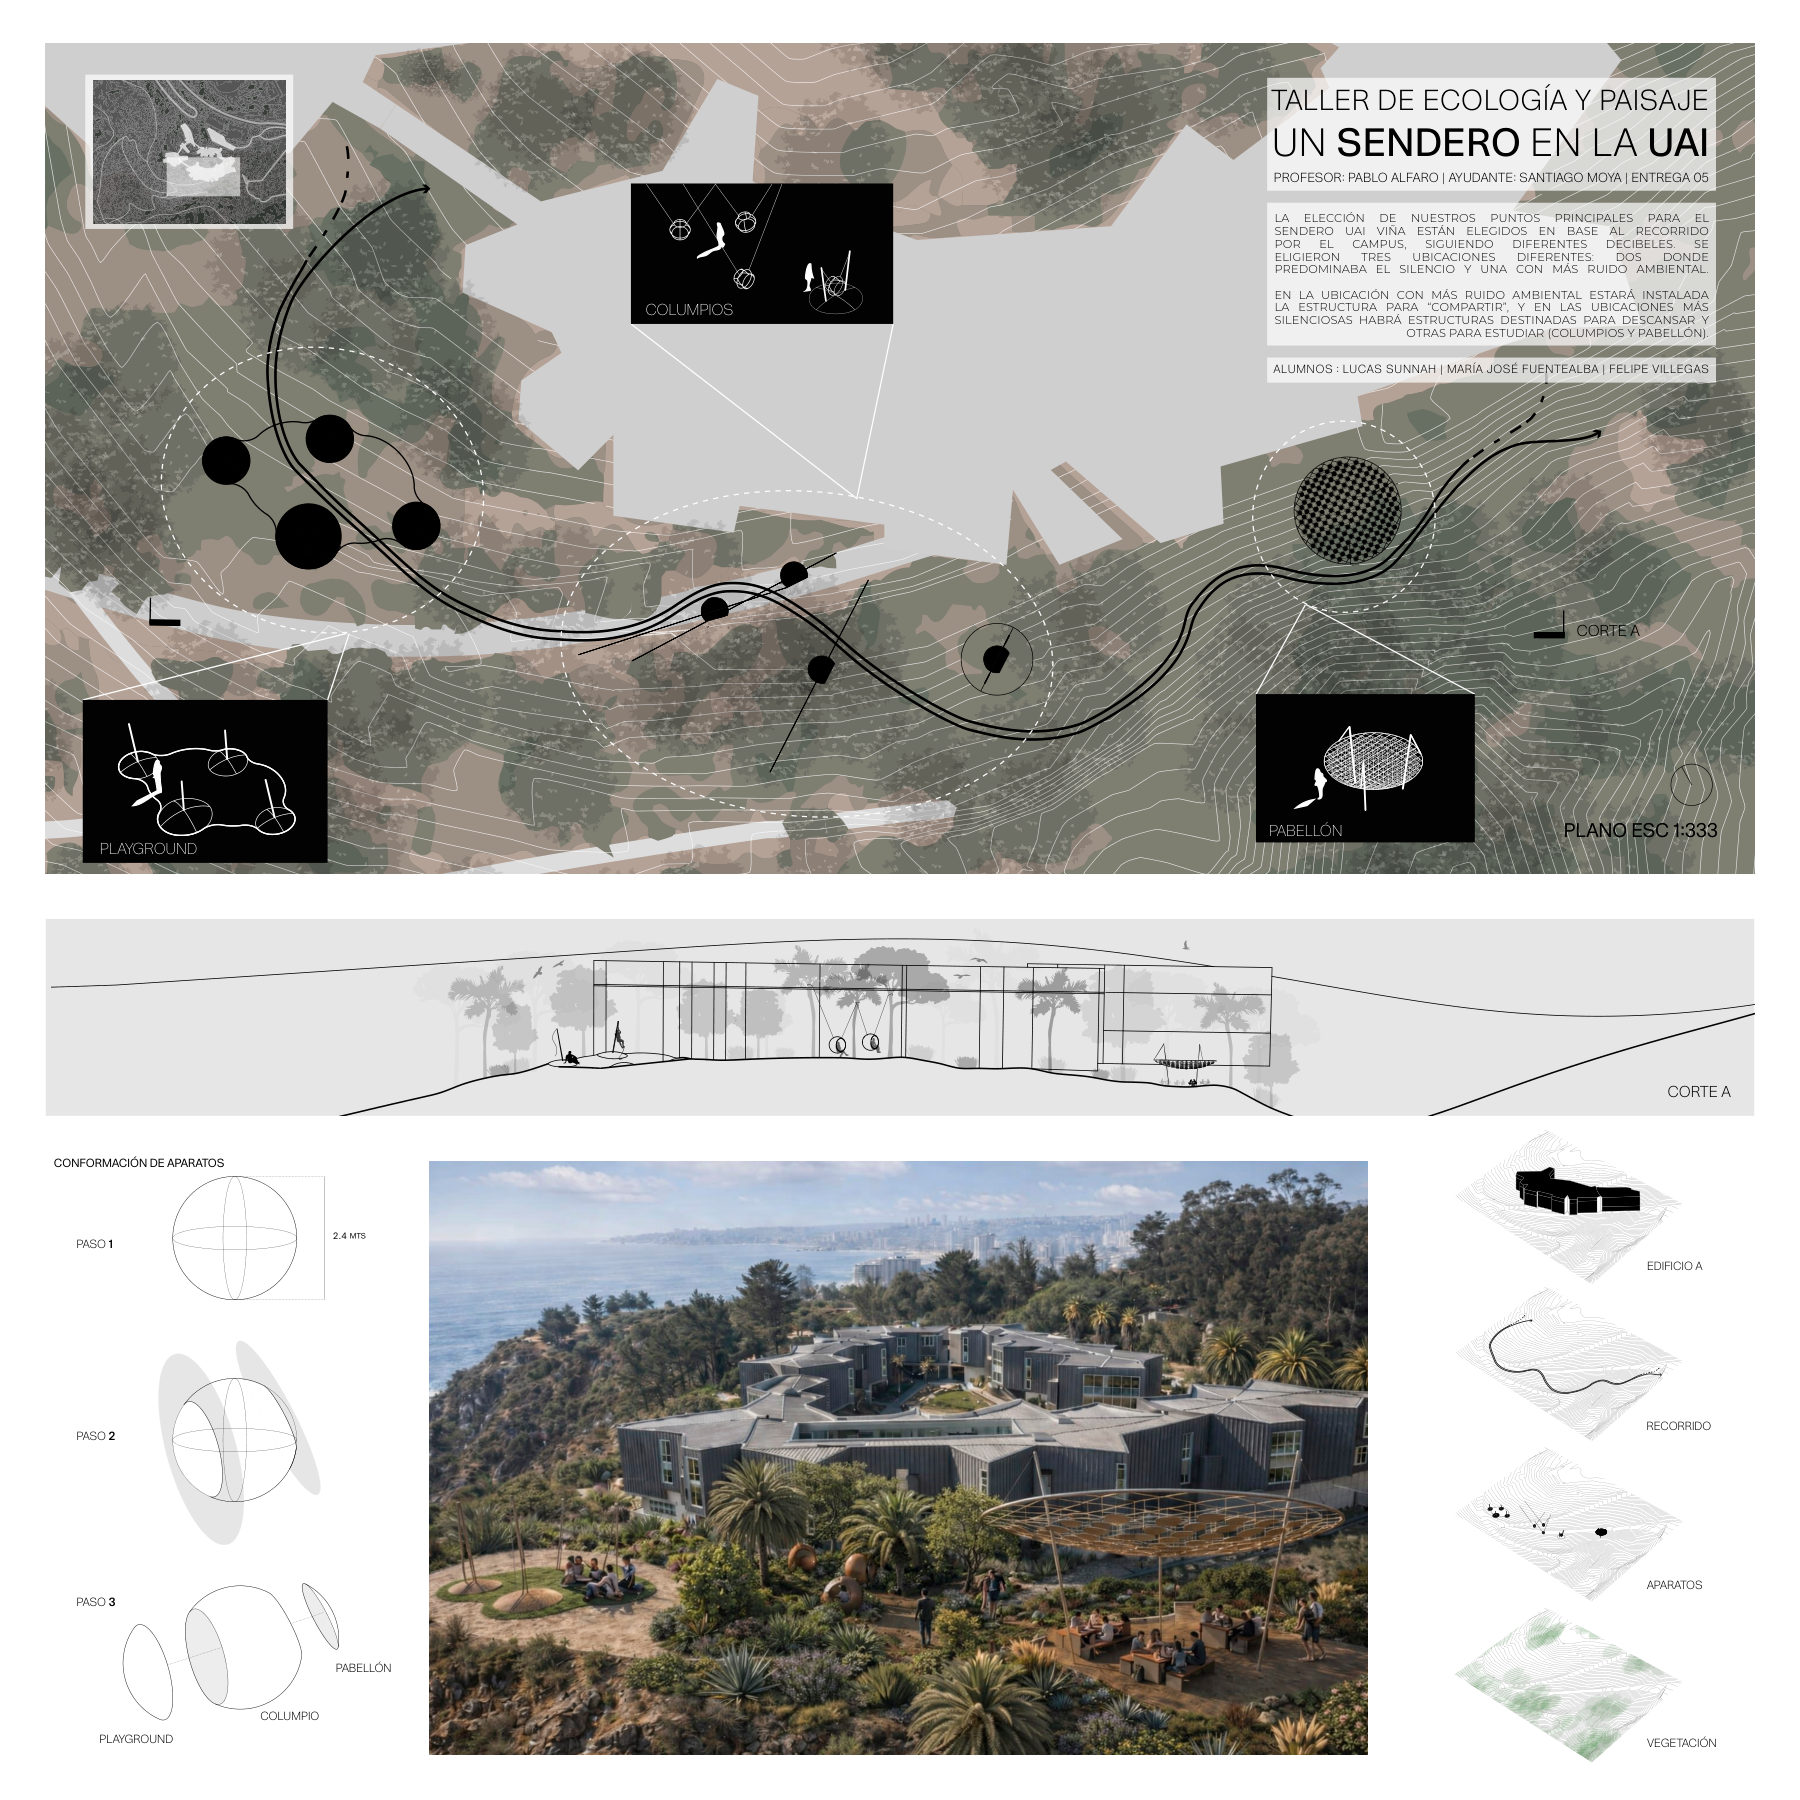 TALLER DE ECOLOGÍA Y PAISAJE
UN SENDERO EN LA UAI
PROFESOR: PABLO ALFARO | AYUDANTE: SANTIAGO MOYA | ENTREGA 05
LA ELECCIÓN DE NUESTROS PUNTOS PRINCIPALES PARA EL
SENDERO UAI VIÑA ESTÁN ELEGIDOS EN BASE AL RECORRIDO
POR EL CAMPUS, SIGUIENDO DIFERENTES DECIBELES. SE
ELIGIERON TRES UBICACIONES DIFERENTES: DOS DONDE
PREDOMINABA EL SILENCIO Y UNA CON MÁS RUIDO AMBIENTAL.
EN LA UBICACIÓN CON MÁS RUIDO AMBIENTAL ESTARÁ INSTALADA
LA ESTRUCTURA PARA "COMPARTIR", Y EN LAS UBICACIONES MÁS
SILENCIOSAS HABRÁ ESTRUCTURAS DESTINADAS PARA DESCANSAR Y
OTRAS PARA ESTUDIAR (COLUMPIOS Y PABELLÓN).
ALUMNOS : LUCAS SUNNAH | MARÍA JOSÉ FUENTEALBA | FELIPE VILLEGAS
COLUMPIOS
CORTE A
PLAYGROUND
PABELLÓN
PLANO ESC 1:333
CORTE A
CONFORMACIÓN DE APARATOS
PASO 1
2.4 MTS
PASO 2
PASO 3
PABELLÓN
COLUMPIO
PLAYGROUND
EDIFICIO A
RECORRIDO
APARATOS
VEGETACIÓN